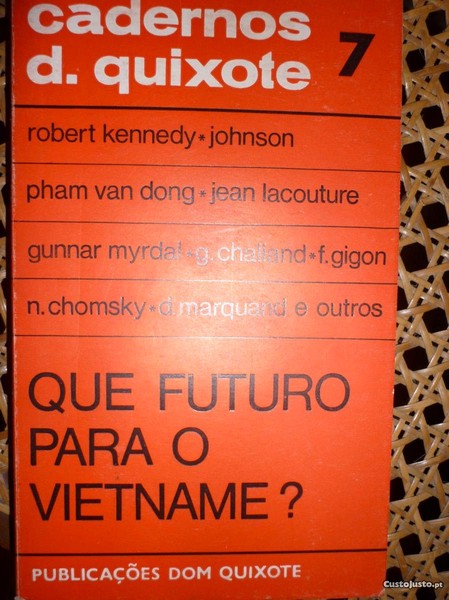 cadernos
d. quixote 7
robert kennedy*johnson
pham van dong*jean lacouture
gunnar myrdal*g. chaliand*f.gigon
n.chomsky*d.marquand e outros
QUE FUTURO
PARA O
VIETNAME?
PUBLICAÇÕES DOM QUIXOTE
CustoJusto.pt